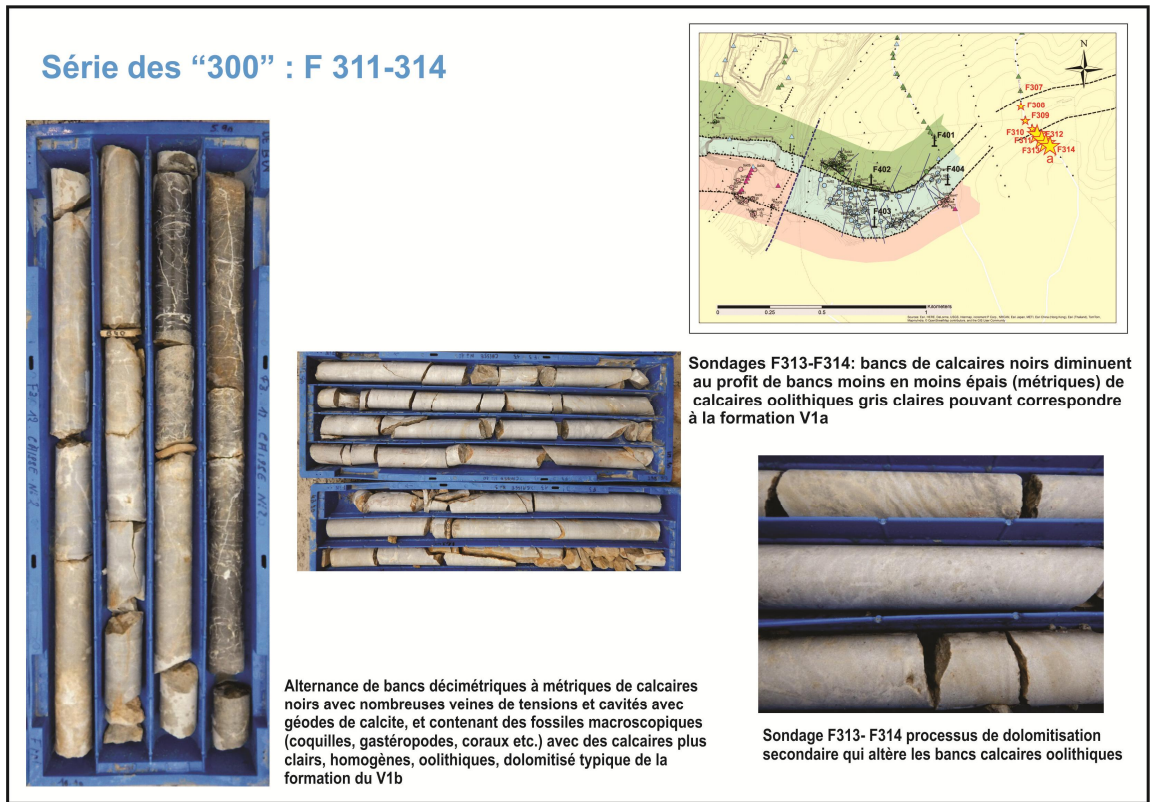 Série des “300” : F 311-314
N
F307
F309
F310
F312
F313
F314
a
F401
F402
F404
F403
0
0.25
0.5
1
Kilometers
Sondages F313-F314: bancs de calcaires noirs diminuent
au profit de bancs moins en moins épais (métriques) de
calcaires oolithiques gris claires pouvant correspondre
à la formation V1a
Alternance de bancs décimétriques à métriques de calcaires
noirs avec nombreuses veines de tensions et cavités avec
géodes de calcite, et contenant des fossiles macroscopiques
(coquilles, gastéropodes, coraux etc.) avec des calcaires plus
clairs, homogènes, oolithiques, dolomitisé typique de la
formation du V1b
Sondage F313- F314 processus de dolomitisation
secondaire qui altère les bancs calcaires oolithiques